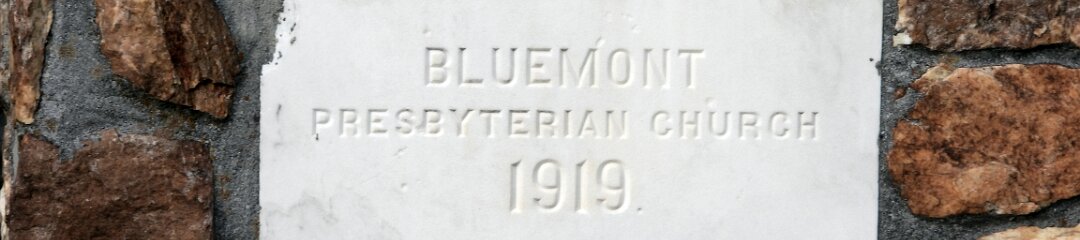 BLUEMONT
PRESBYTERIAN CHURCH
1919.